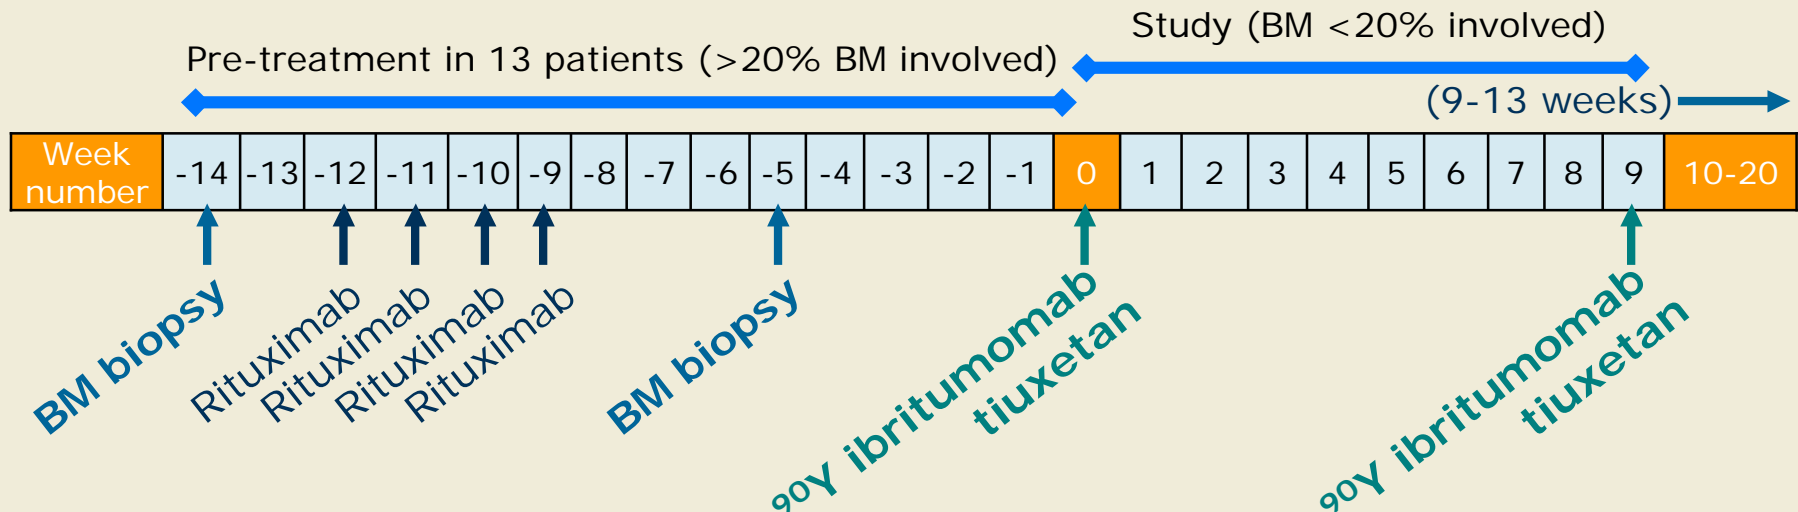 Study (BM <20% involved)
Pre-treatment in 13 patients (>20% BM involved)
(9-13 weeks)
Week number -14 -13 -12 -11 -10 -9 -8 -7 -6 -5 -4 -3 -2 -1 0 1 2 3 4 5 6 7 8 9 10-20
BM biopsy
Rituximab
Rituximab
Rituximab
Rituximab
BM biopsy
⁹⁰Y ibritumomab
tiuxetan
⁹⁰Y ibritumomab
tiuxetan